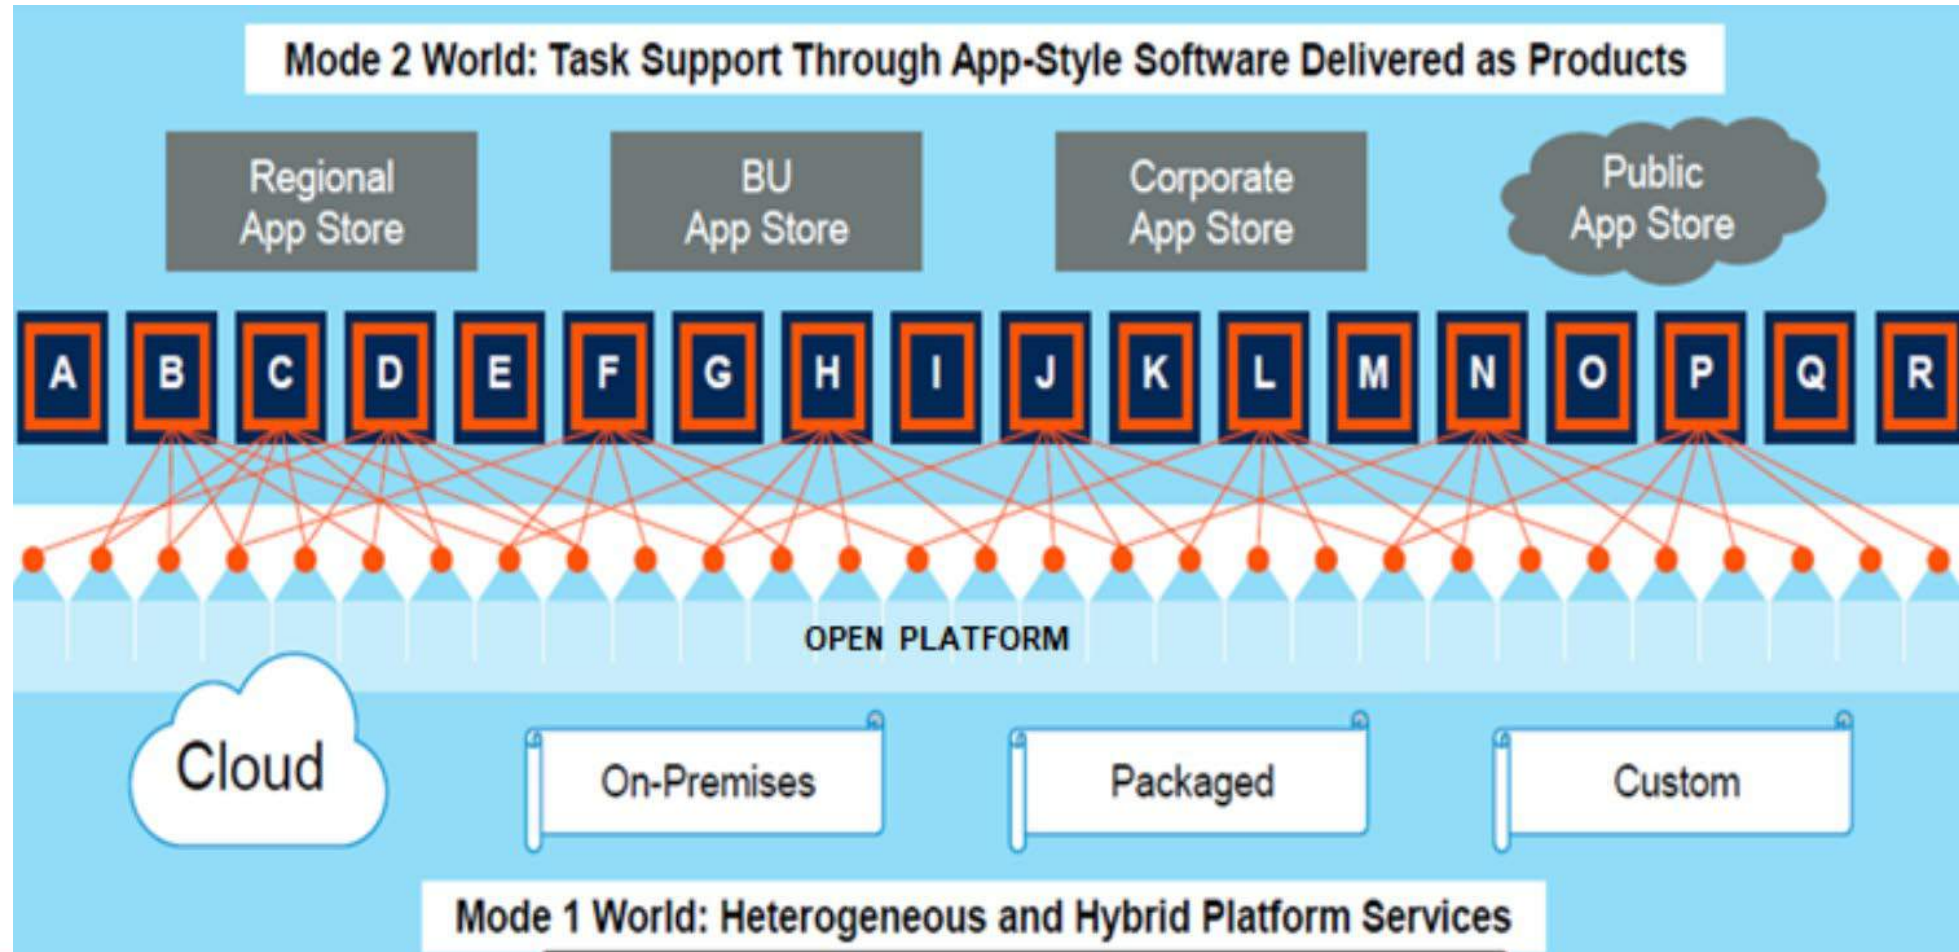 Mode 2 World: Task Support Through App-Style Software Delivered as Products
Regional
App Store
BU
App Store
Corporate
App Store
Public
App Store
A B C D E F G H I J K L M N O P Q R
OPEN PLATFORM
Cloud
On-Premises
Packaged
Custom
Mode 1 World: Heterogeneous and Hybrid Platform Services